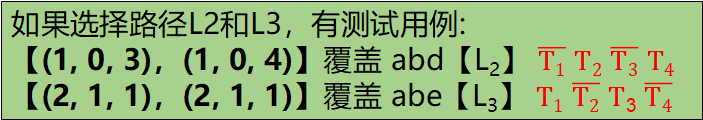 如果选择路径L2和L3，有测试用例:
【(1, 0, 3)，(1, 0, 4)】覆盖 abd【L₂】 T̅₁ T₂ T̅₃ T₄
【(2, 1, 1)，(2, 1, 1)】覆盖 abe【L₃】 T₁ T̅₂ T₃ T̅₄